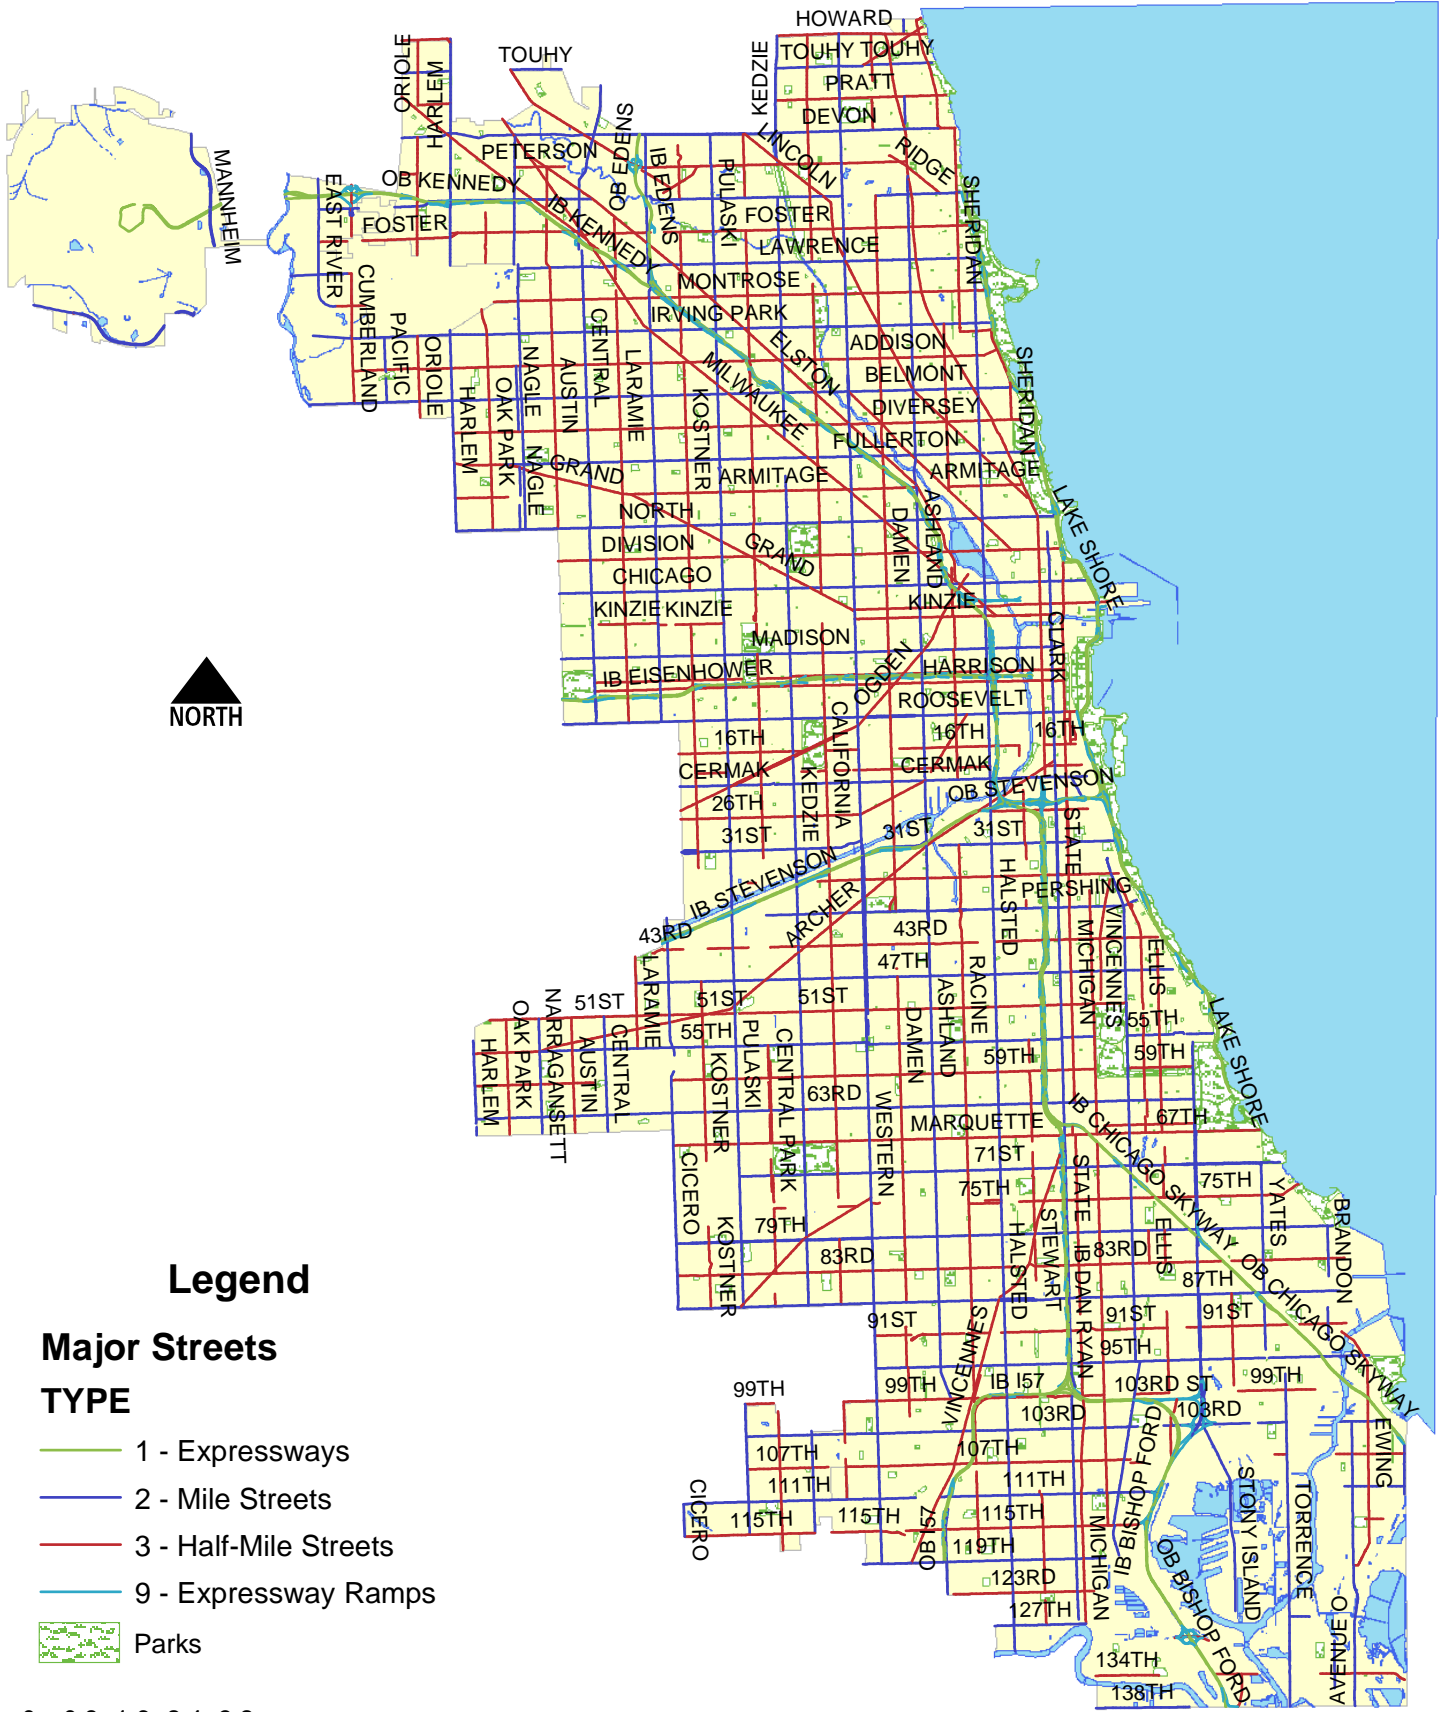 HOWARD
ORIOLE
HARLEM
TOUHY
KEDZIE
TOUHY TOUHY
PRATT
DEVON
MANNHEIM
PETERSON
OB EDENS
IB EDENS
PULASKI
LINCOLN
RIDGE
EAST RIVER
OB KENNEDY
IB KENNEDY
FOSTER
FOSTER
SHERIDAN
LAWRENCE
CUMBERLAND
MONTROSE
IRVING PARK
PACIFIC
ORIOLE
HARLEM
OAK PARK
NAGLE
NAGLE
AUSTIN
CENTRAL
LARAMIE
KOSTNER
MILWAUKEE
ELSTON
ADDISON
BELMONT
DIVERSEY
FULLERTON
SHERIDAN
GRAND
ARMITAGE
ARMITAGE
NORTH
DIVISION
GRAND
DAMEN
ASHLAND
LAKE SHORE
CHICAGO
KINZIE KINZIE
KINZIE
MADISON
CLARK
IB EISENHOWER
OGDEN
HARRISON
ROOSEVELT
NORTH
16TH
CALIFORNIA
16TH
16TH
CERMAK
KEDZIE
CERMAK
26TH
OB STEVENSON
31ST
31ST
31ST
STATE
IB STEVENSON
ARCHER
HALSTED
PERSHING
43RD
43RD
LARAMIE
47TH
RACINE
MICHIGAN
VINCENNES
ELLIS
HARLEM
OAK PARK
NARRAGANSETT
51ST
51ST
51ST
AUSTIN
CENTRAL
55TH
KOSTNER
PULASKI
CENTRAL PARK
DAMEN
ASHLAND
55TH
59TH
59TH
LAKE SHORE
63RD
WESTERN
MARQUETTE
IB CHICAGO SKYWAY
67TH
CICERO
71ST
STATE
75TH
75TH
YATES
BRANDON
KOSTNER
79TH
HALSTED
STEWART
IB DAN RYAN
83RD
83RD
ELLIS
OB CHICAGO SKYWAY
87TH
91ST
91ST
91ST
VINCENNES
95TH
99TH
99TH
IB I57
103RD ST
99TH
103RD
103RD
EWING
107TH
107TH
IB BISHOP FORD
111TH
111TH
CICERO
115TH
115TH
OB I57
115TH
119TH
MICHIGAN
STONY ISLAND
TORRENCE
OB BISHOP FORD
123RD
127TH
AVENUE O
134TH
138TH
Legend
Major Streets
TYPE
1 - Expressways
2 - Mile Streets
3 - Half-Mile Streets
9 - Expressway Ramps
Parks